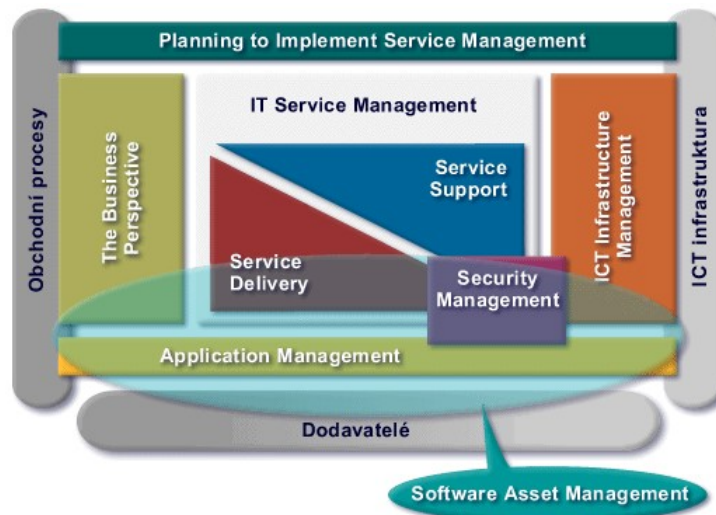 Planning to Implement Service Management
Obchodní procesy
The Business
Perspective
IT Service Management
Service
Support
Service
Delivery
Security
Management
ICT Infrastructure
Management
ICT infrastruktura
Application Management
Dodavatelé
Software Asset Management